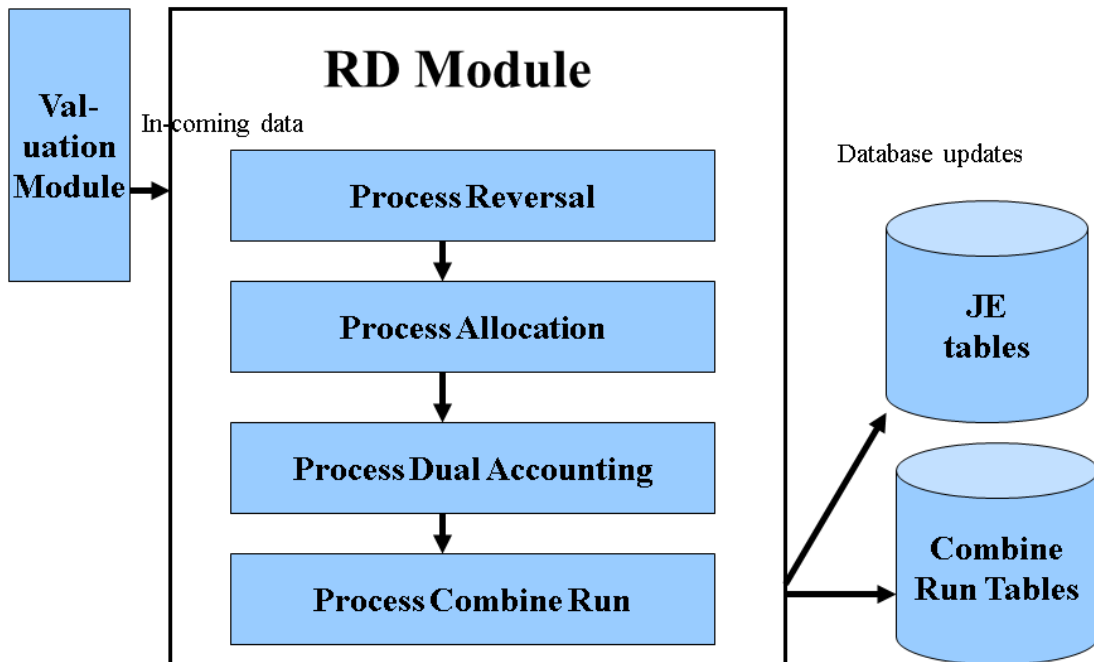 RD Module
Val-
uation
Module
In-coming data
Process Reversal
Process Allocation
Process Dual Accounting
Process Combine Run
Database updates
JE
tables
Combine
Run Tables